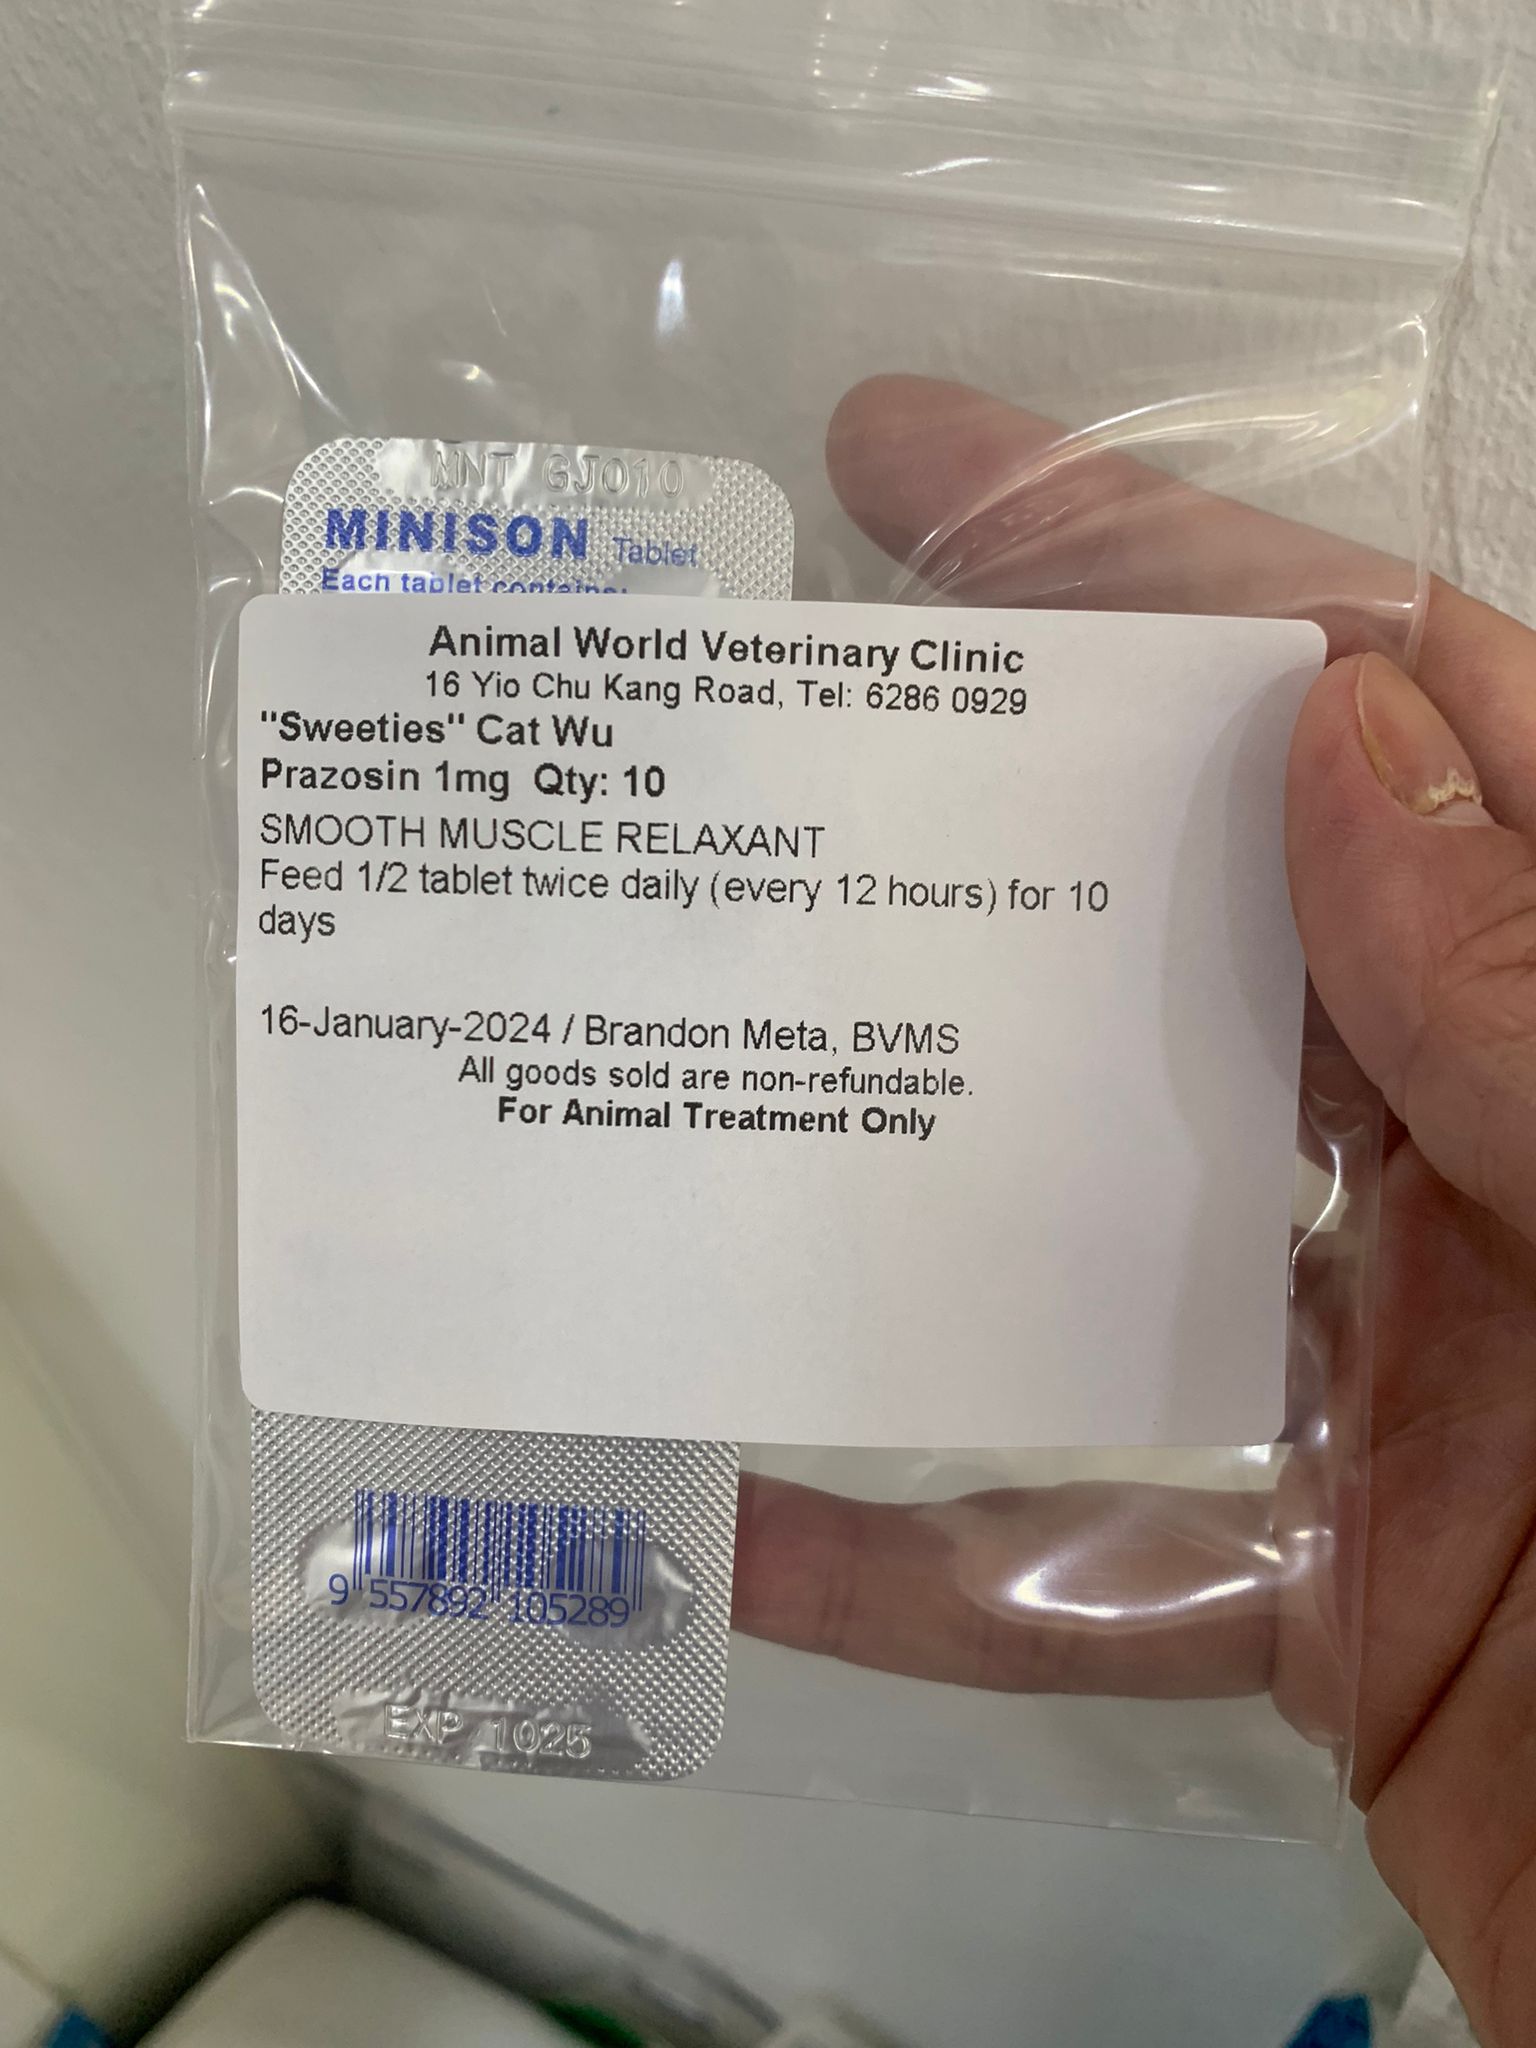 MNT GJ010
MINISON Tablet
Each tablet contains:
Animal World Veterinary Clinic
16 Yio Chu Kang Road, Tel: 6286 0929
"Sweeties" Cat Wu
Prazosin 1mg Qty: 10
SMOOTH MUSCLE RELAXANT
Feed 1/2 tablet twice daily (every 12 hours) for 10
days
16-January-2024 / Brandon Meta, BVMS
All goods sold are non-refundable.
For Animal Treatment Only
9 557892 105289
EXP 1025